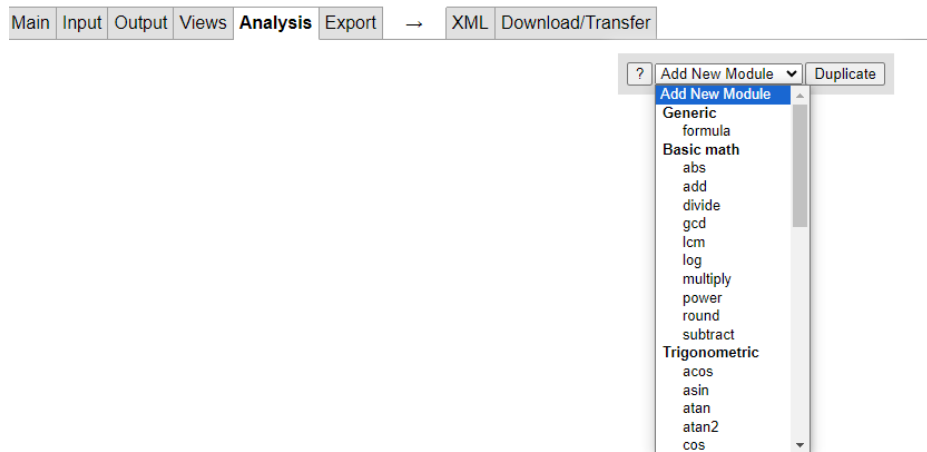 Main Input Output Views Analysis Export → XML Download/Transfer
? Add New Module Duplicate
Add New Module
Generic
formula
Basic math
abs
add
divide
gcd
lcm
log
multiply
power
round
subtract
Trigonometric
acos
asin
atan
atan2
cos